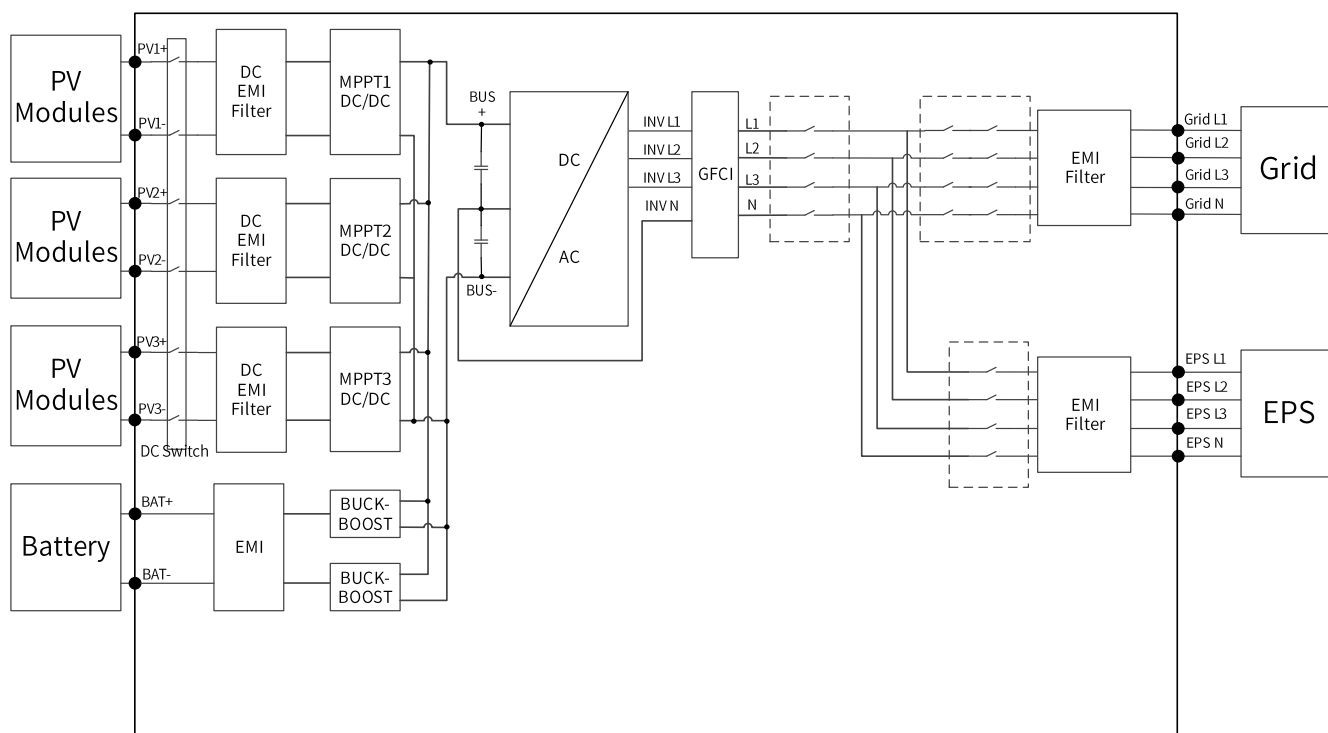 PV
Modules
PV1+
PV1-
DC
EMI
Filter
MPPT1
DC/DC
PV
Modules
PV2+
PV2-
DC
EMI
Filter
MPPT2
DC/DC
PV
Modules
PV3+
PV3-
DC Switch
DC
EMI
Filter
MPPT3
DC/DC
Battery
BAT+
BAT-
EMI
BUCK-
BOOST
BUCK-
BOOST
BUS
+
BUS-
DC
AC
INV L1
INV L2
INV L3
INV N
GFCI
L1
L2
L3
N
EMI
Filter
Grid L1
Grid L2
Grid L3
Grid N
Grid
EMI
Filter
EPS L1
EPS L2
EPS L3
EPS N
EPS